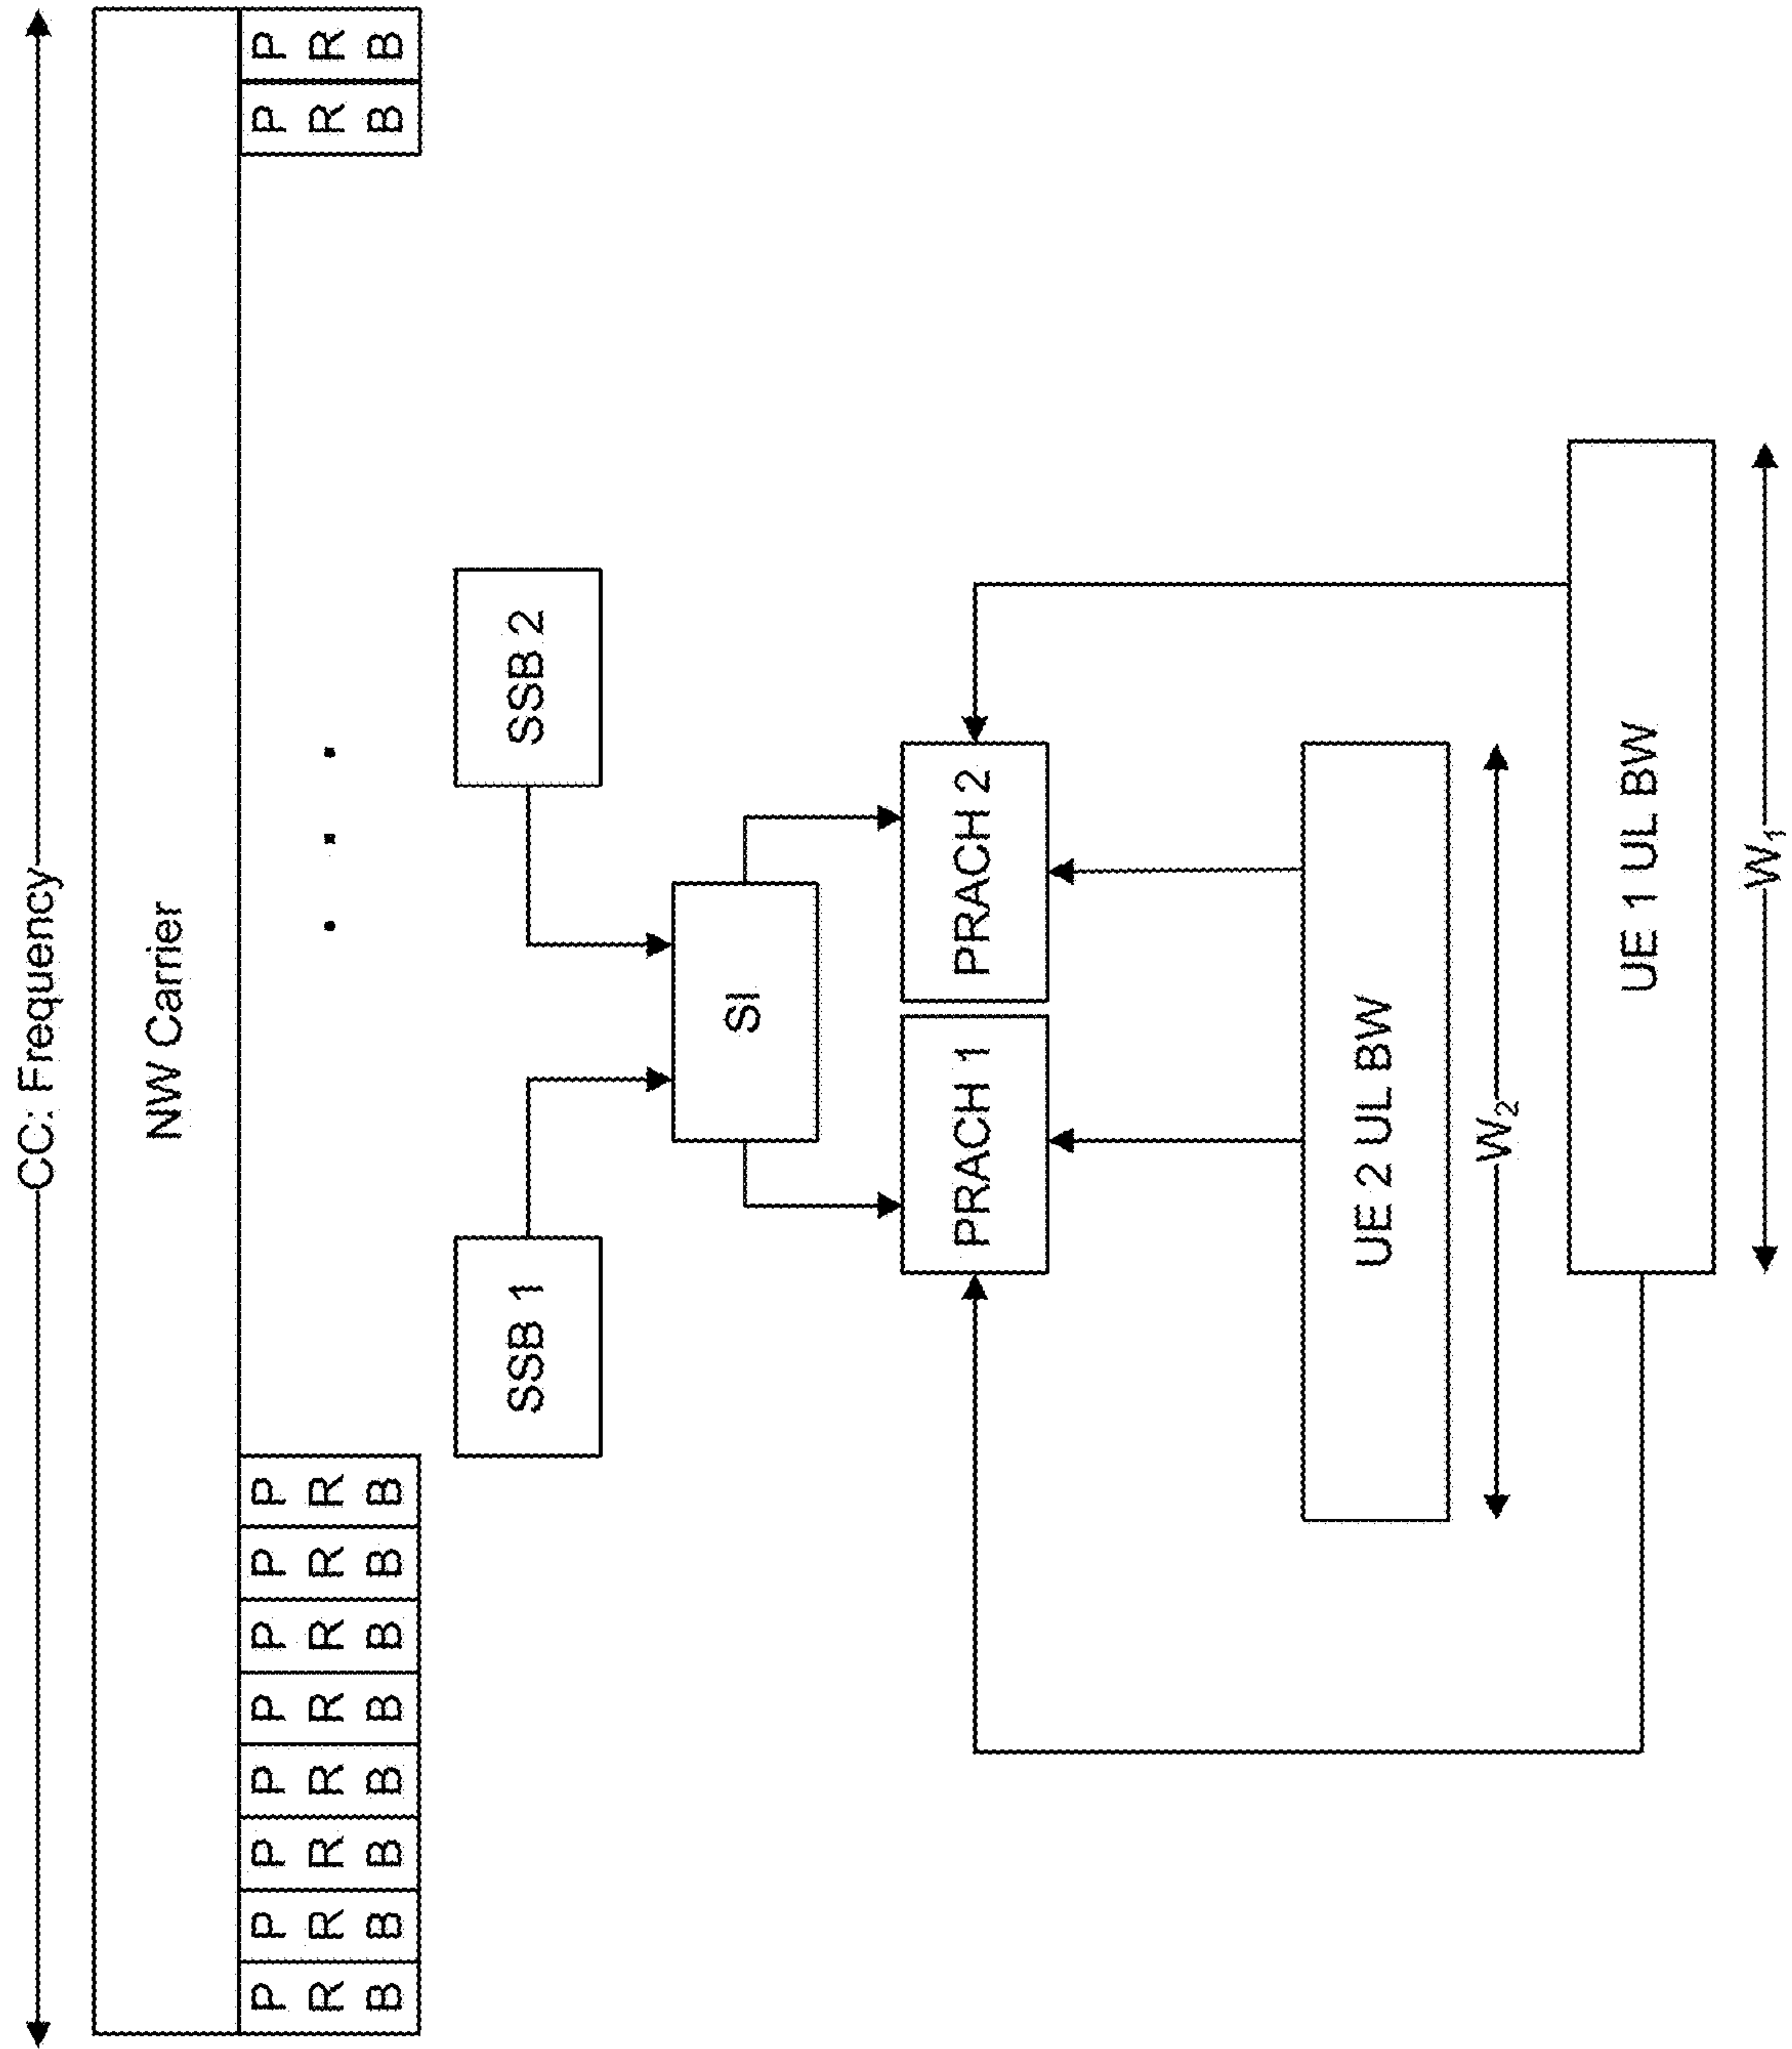 CC: Frequency
NW Carrier
P R B
P R B
P R B
P R B
P R B
P R B
P R B
P R B
. . .
P R B
P R B
SSB 1
SSB 2
SI
PRACH 1
PRACH 2
UE 2 UL BW
W₂
UE 1 UL BW
W₁